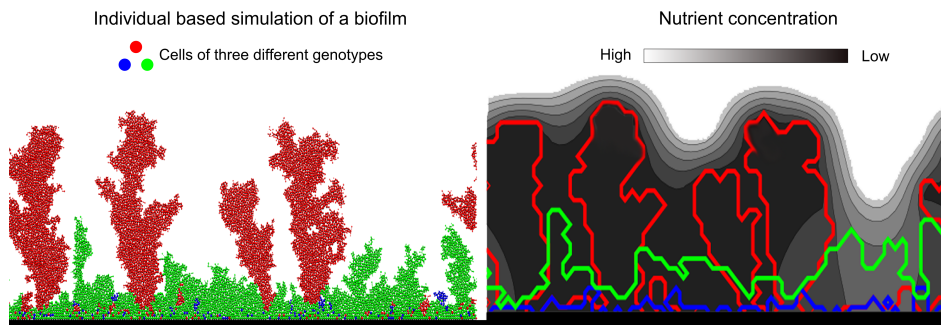 Individual based simulation of a biofilm
Cells of three different genotypes
Nutrient concentration
High
Low